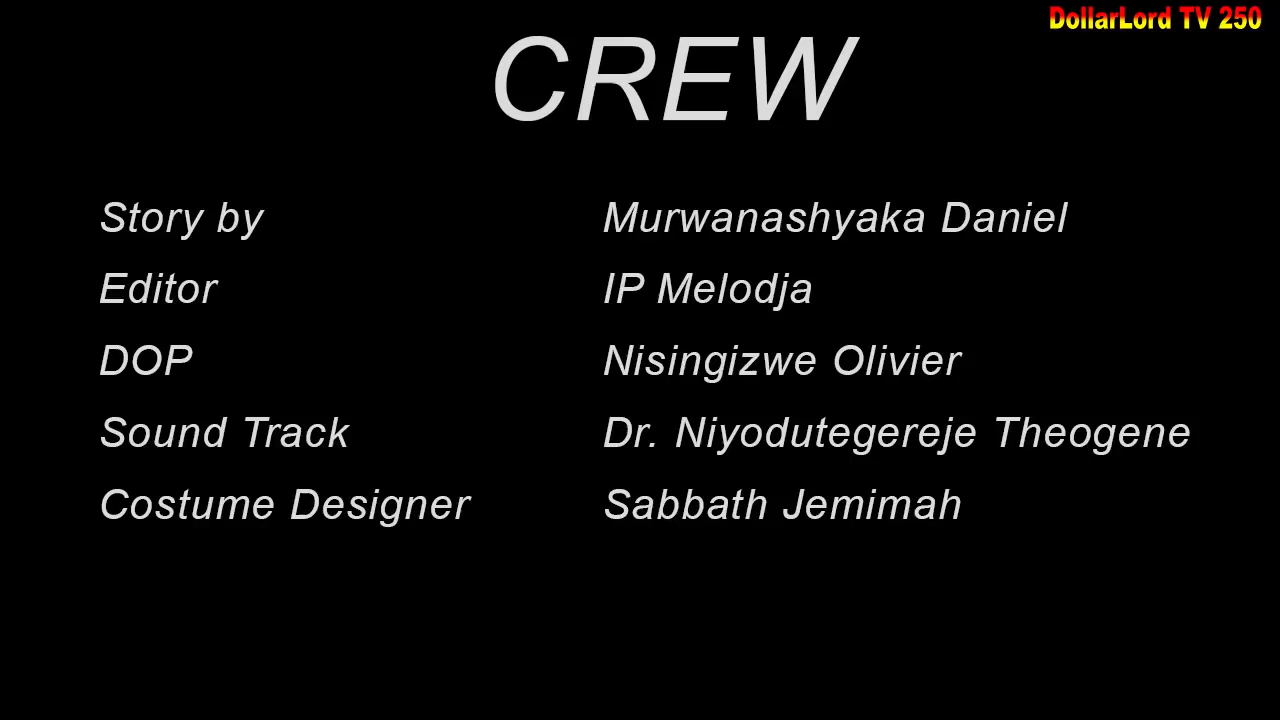 DollarLord TV 250
CREW
Story by Murwanashyaka Daniel
Editor IP Melodja
DOP Nisingizwe Olivier
Sound Track Dr. Niyodutegereje Theogene
Costume Designer Sabbath Jemimah